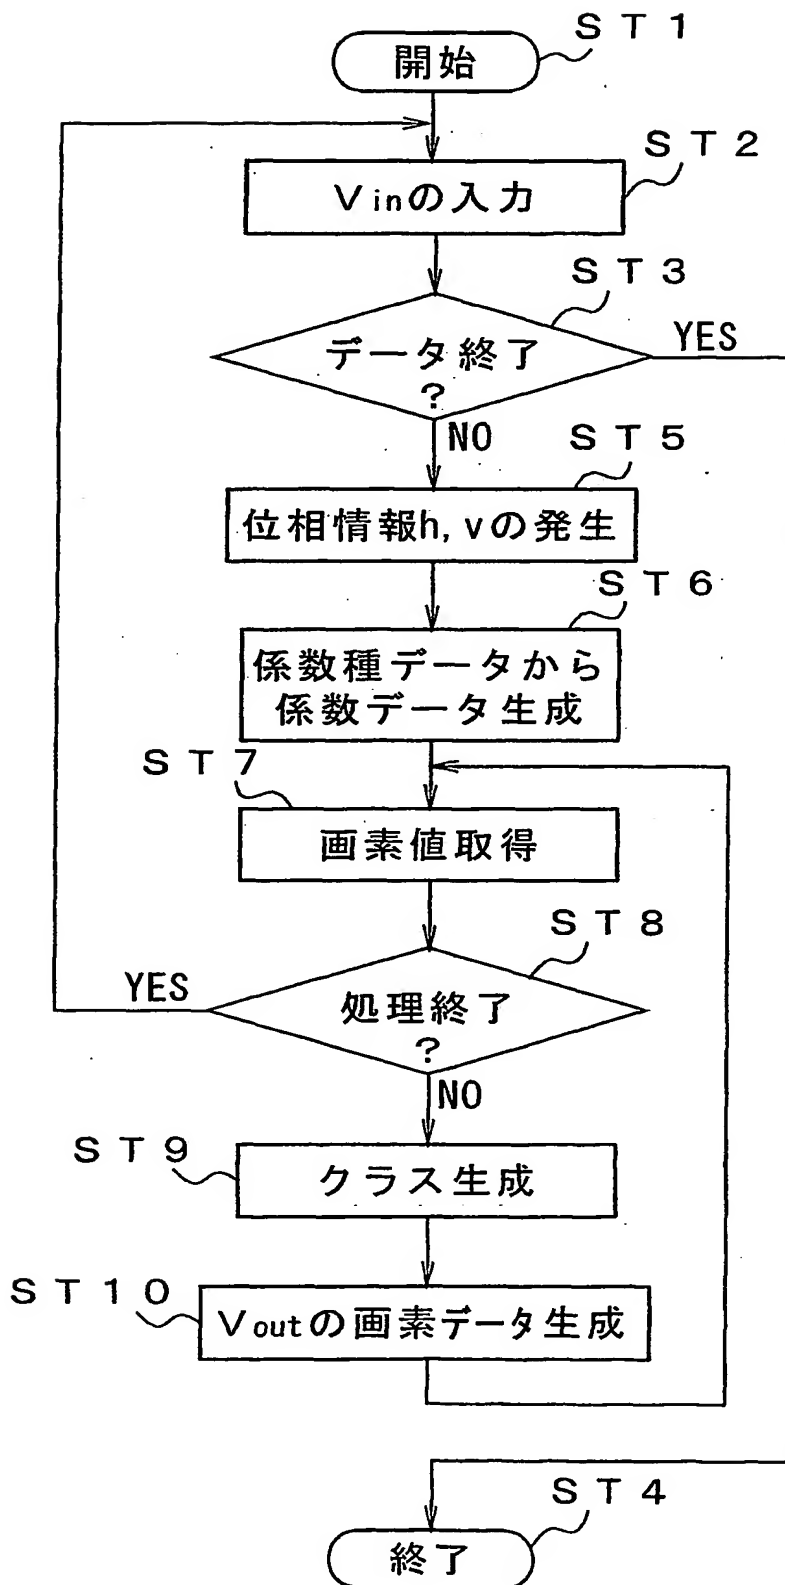 ＳＴ１
開始
ＳＴ２
Vinの入力
ＳＴ３
データ終了
?
YES
NO
ＳＴ５
位相情報h, vの発生
ＳＴ６
係数種データから
係数データ生成
ＳＴ７
画素値取得
ＳＴ８
処理終了
?
YES
NO
ＳＴ９
クラス生成
ＳＴ１０
Voutの画素データ生成
ＳＴ４
終了